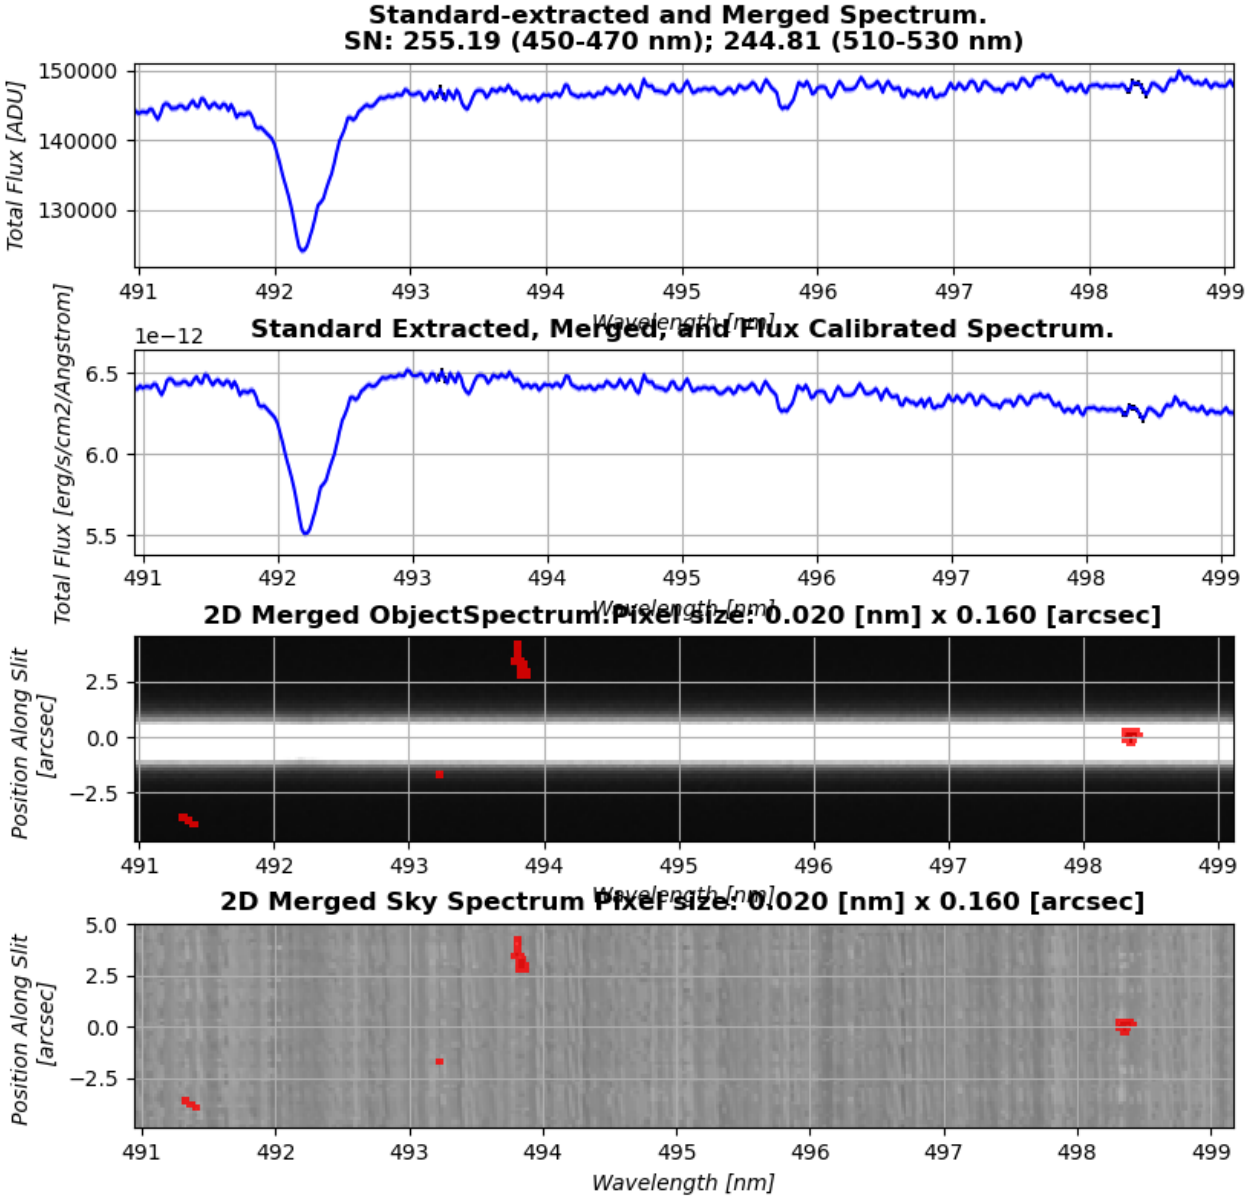 Standard-extracted and Merged Spectrum.
SN: 255.19 (450-470 nm); 244.81 (510-530 nm)
Total Flux [ADU]
150000
140000
130000
491 492 493 494 495 496 497 498 499
Wavelength [nm]
Standard Extracted, Merged, and Flux Calibrated Spectrum.
1e−12
Total Flux [erg/s/cm2/Angstrom]
6.5
6.0
5.5
491 492 493 494 495 496 497 498 499
Wavelength [nm]
2D Merged ObjectSpectrum.Pixel size: 0.020 [nm] x 0.160 [arcsec]
Position Along Slit
[arcsec]
2.5
0.0
−2.5
491 492 493 494 495 496 497 498 499
Wavelength [nm]
2D Merged Sky Spectrum Pixel size: 0.020 [nm] x 0.160 [arcsec]
Position Along Slit
[arcsec]
5.0
2.5
0.0
−2.5
491 492 493 494 495 496 497 498 499
Wavelength [nm]